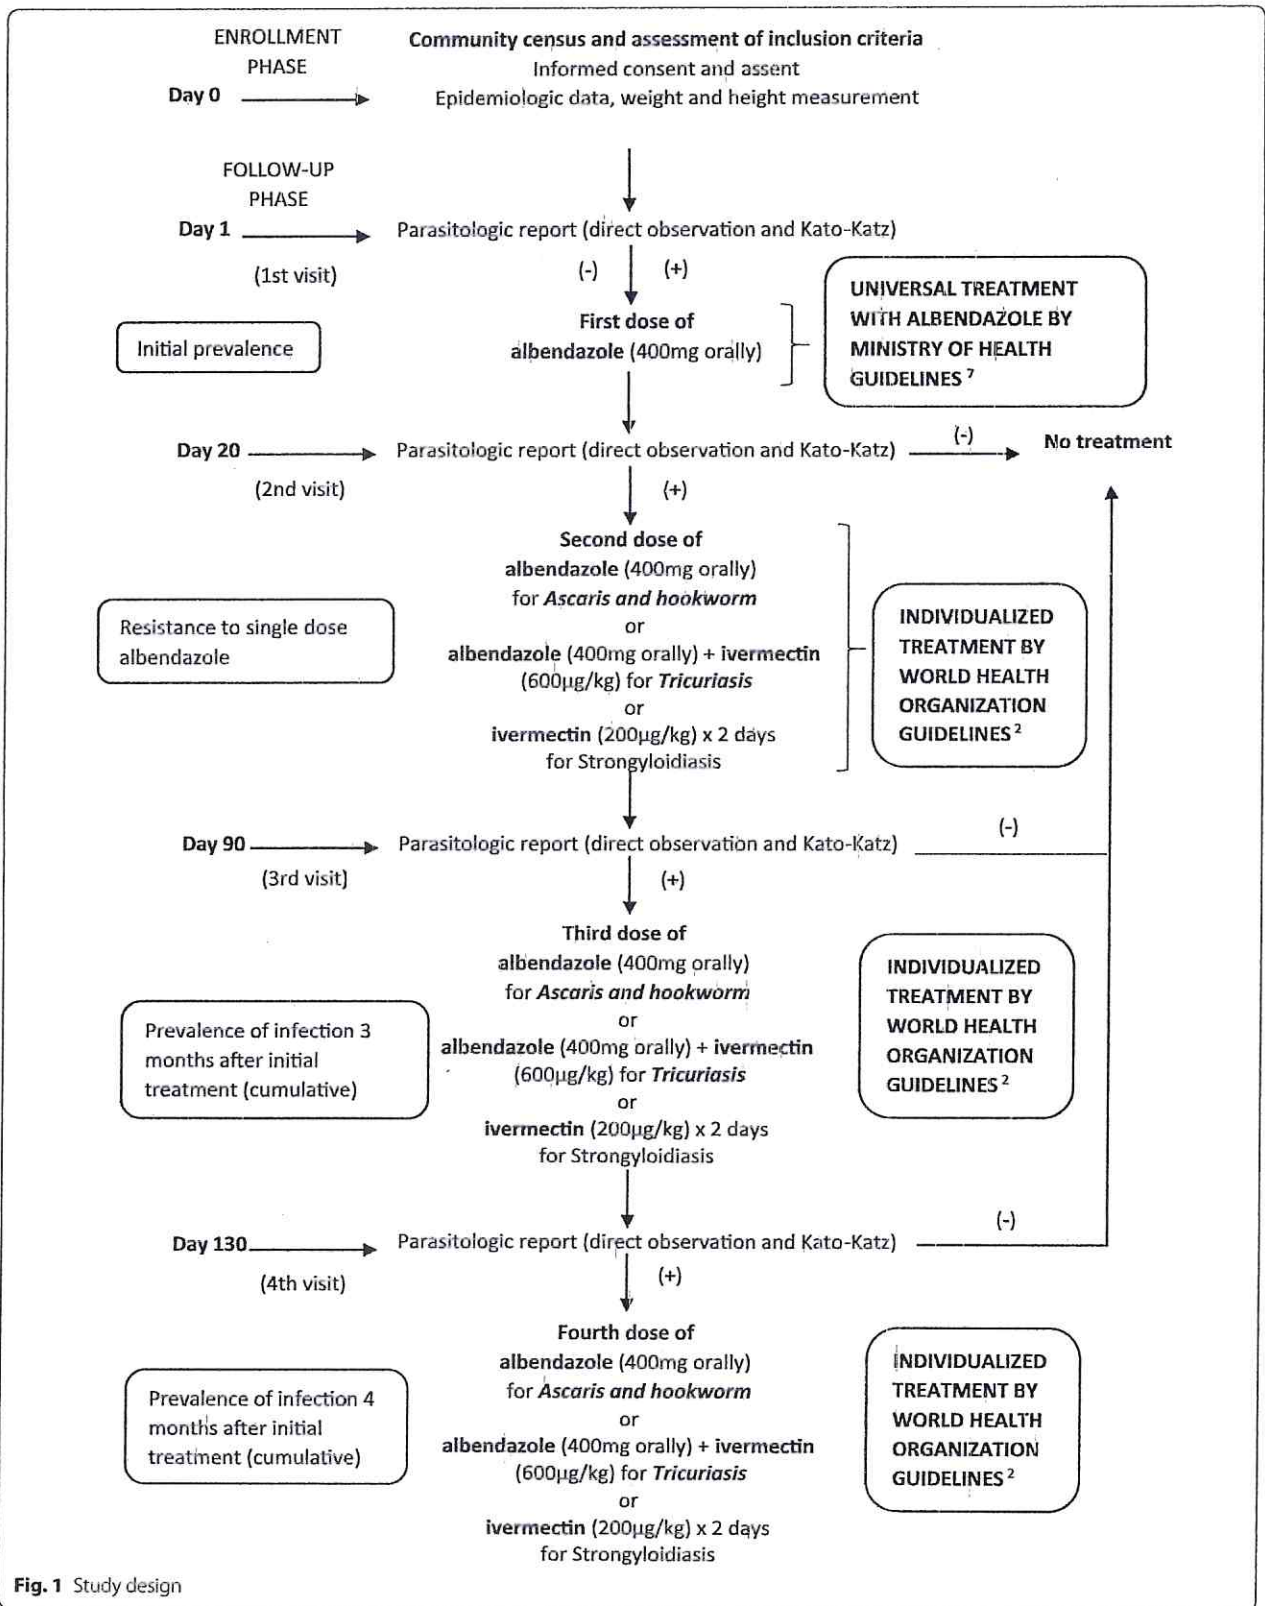 ENROLLMENT
PHASE
Day 0
Community census and assessment of inclusion criteria
Informed consent and assent
Epidemiologic data, weight and height measurement
FOLLOW-UP
PHASE
Day 1
(1st visit)
Parasitologic report (direct observation and Kato-Katz)
(-)
(+)
Initial prevalence
First dose of
albendazole (400mg orally)
UNIVERSAL TREATMENT
WITH ALBENDAZOLE BY
MINISTRY OF HEALTH
GUIDELINES 7
Day 20
(2nd visit)
Parasitologic report (direct observation and Kato-Katz)
(-)
No treatment
(+)
Resistance to single dose
albendazole
Second dose of
albendazole (400mg orally)
for Ascaris and hookworm
or
albendazole (400mg orally) + ivermectin
(600µg/kg) for Tricuriasis
or
ivermectin (200µg/kg) x 2 days
for Strongyloidiasis
INDIVIDUALIZED
TREATMENT BY
WORLD HEALTH
ORGANIZATION
GUIDELINES 2
Day 90
(3rd visit)
Parasitologic report (direct observation and Kato-Katz)
(-)
(+)
Prevalence of infection 3
months after initial
treatment (cumulative)
Third dose of
albendazole (400mg orally)
for Ascaris and hookworm
or
albendazole (400mg orally) + ivermectin
(600µg/kg) for Tricuriasis
or
ivermectin (200µg/kg) x 2 days
for Strongyloidiasis
INDIVIDUALIZED
TREATMENT BY
WORLD HEALTH
ORGANIZATION
GUIDELINES 2
Day 130
(4th visit)
Parasitologic report (direct observation and Kato-Katz)
(-)
(+)
Prevalence of infection 4
months after initial
treatment (cumulative)
Fourth dose of
albendazole (400mg orally)
for Ascaris and hookworm
or
albendazole (400mg orally) + ivermectin
(600µg/kg) for Tricuriasis
or
ivermectin (200µg/kg) x 2 days
for Strongyloidiasis
INDIVIDUALIZED
TREATMENT BY
WORLD HEALTH
ORGANIZATION
GUIDELINES 2
Fig. 1 Study design